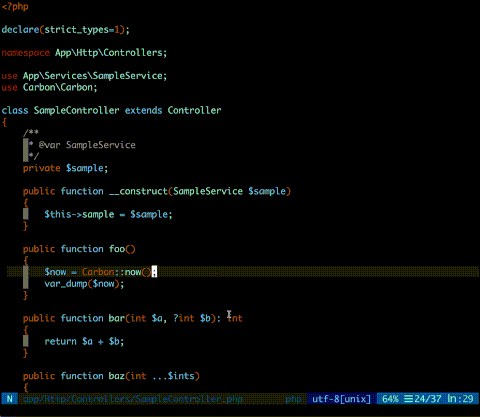 <?php
declare(strict_types=1);
namespace App\Http\Controllers;
use App\Services\SampleService;
use Carbon\Carbon;
class SampleController extends Controller
{
/**
* @var SampleService
*/
private $sample;
public function __construct(SampleService $sample)
{
$this->sample = $sample;
}
public function foo()
{
$now = Carbon::now();
var_dump($now);
}
public function bar(int $a, ?int $b): int
{
return $a + $b;
}
public function baz(int ...$ints)
{
N app/Http/Controllers/SampleController.php php utf-8[unix] 64% ☰24/37 ln:29